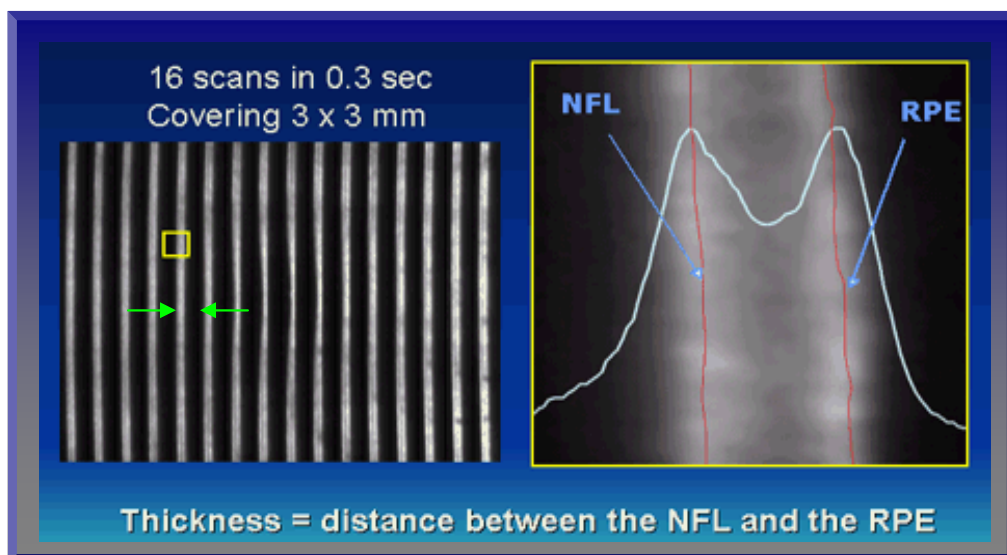 16 scans in 0.3 sec
Covering 3 x 3 mm
NFL
RPE
Thickness = distance between the NFL and the RPE